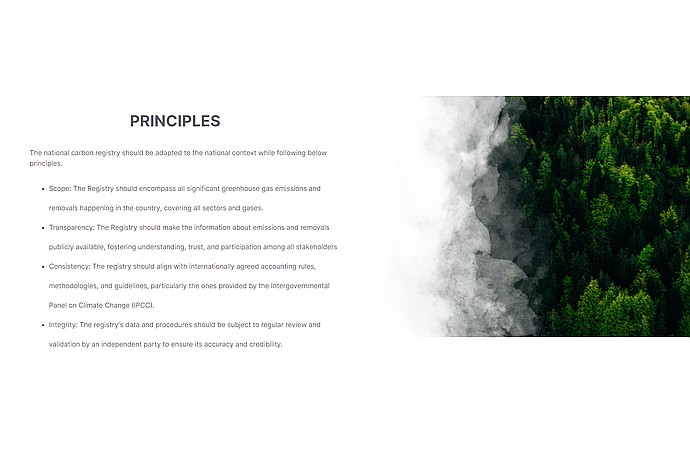 PRINCIPLES
The national carbon registry should be adapted to the national context while following below
principles.
• Scope: The Registry should encompass all significant greenhouse gas emissions and
removals happening in the country, covering all sectors and gases.
• Transparency: The Registry should make the information about emissions and removals
publicly available, fostering understanding, trust, and participation among all stakeholders
• Consistency: The registry should align with internationally agreed accounting rules,
methodologies, and guidelines, particularly the ones provided by the Intergovernmental
Panel on Climate Change (IPCC).
• Integrity: The registry's data and procedures should be subject to regular review and
validation by an independent party to ensure its accuracy and credibility.